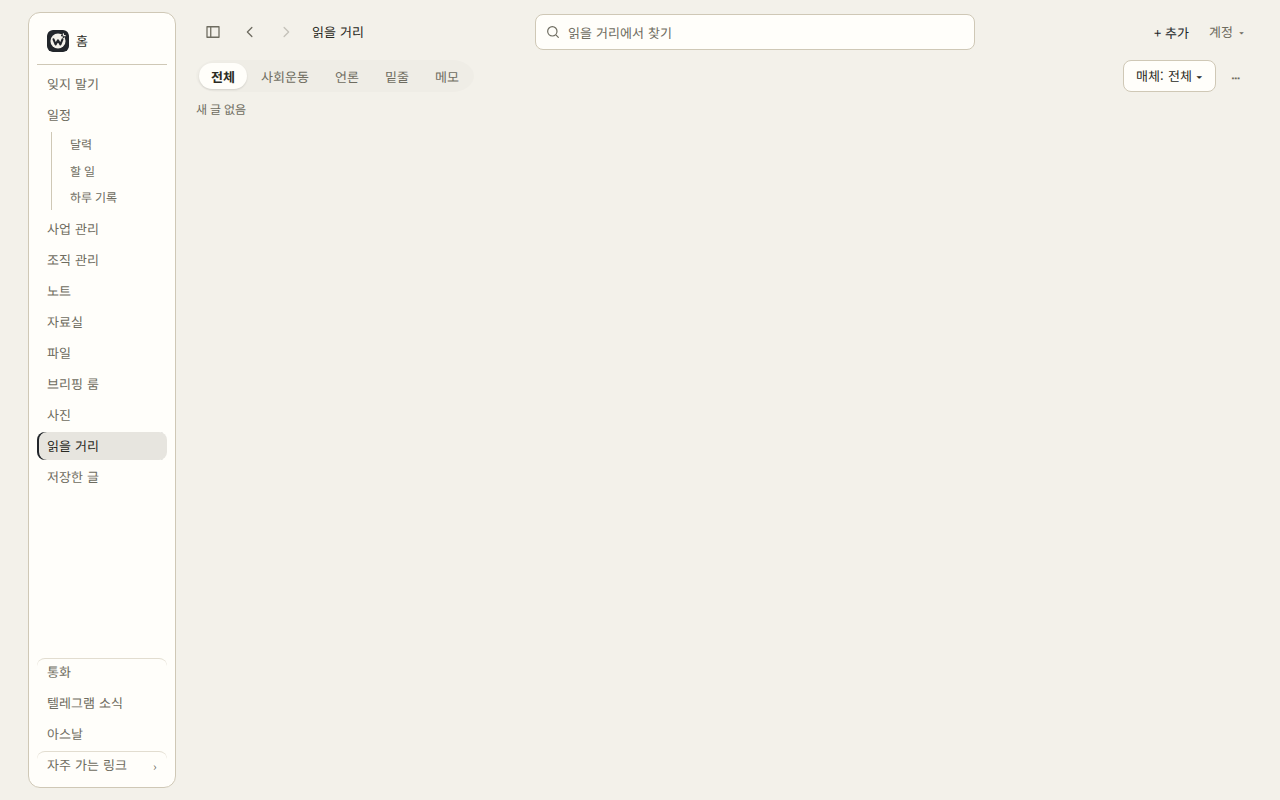 홈
잊지 말기
일정
달력
할 일
하루 기록
사업 관리
조직 관리
노트
자료실
파일
브리핑 룸
사진
읽을 거리
저장한 글
통화
텔레그램 소식
아스날
자주 가는 링크 ›
읽을 거리
읽을 거리에서 찾기
+ 추가
계정
전체 사회운동 언론 밑줄 메모
매체: 전체
...
새 글 없음